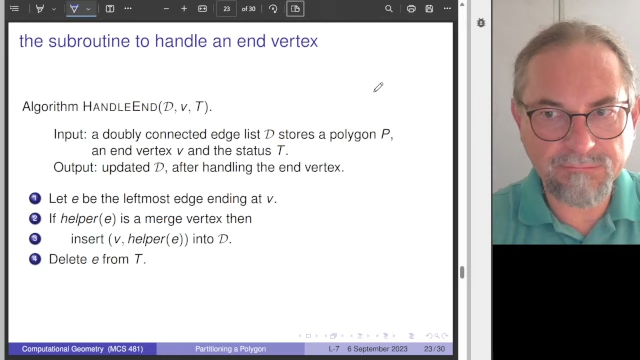 23 of 30
the subroutine to handle an end vertex
Algorithm HANDLEEND(𝒟, v, T).
Input: a doubly connected edge list 𝒟 stores a polygon P,
an end vertex v and the status T.
Output: updated 𝒟, after handling the end vertex.
1 Let e be the leftmost edge ending at v.
2 If helper(e) is a merge vertex then
3 insert (v, helper(e)) into 𝒟.
4 Delete e from T.
Computational Geometry (MCS 481) Partitioning a Polygon L-7 6 September 2023 23 / 30